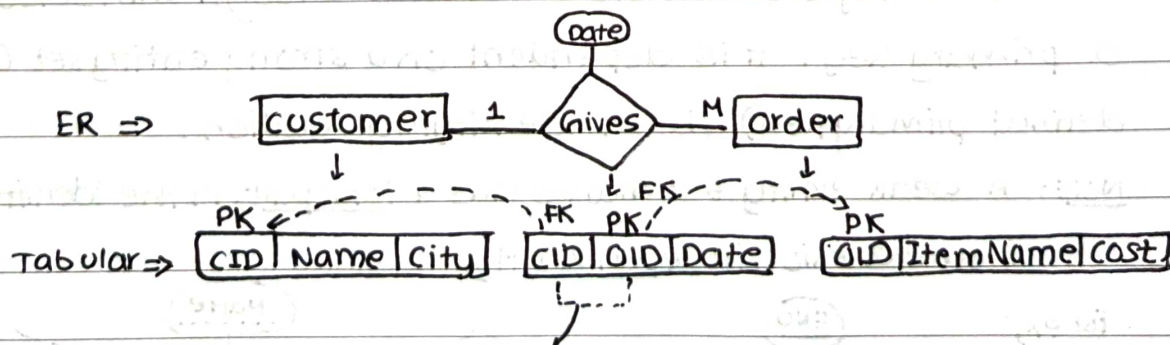 Date
ER ⇒ customer 1 Gives M order
PK FK PK FK PK
Tabular ⇒ CID Name City CID OID Date OID ItemName cost